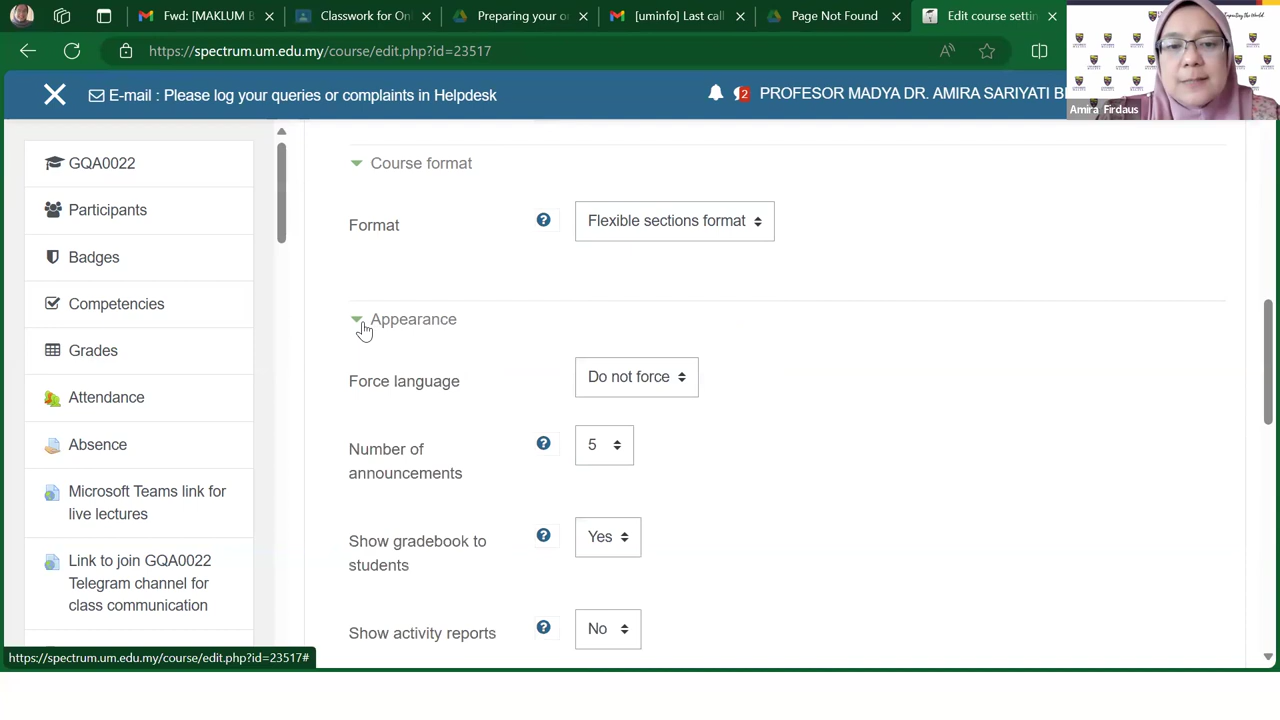 Fwd: [MAKLUM B
Classwork for Onl
Preparing your o
[uminfo] Last call
Page Not Found
Edit course settin
https://spectrum.um.edu.my/course/edit.php?id=23517
E-mail : Please log your queries or complaints in Helpdesk
2
PROFESOR MADYA DR. AMIRA SARIYATI B
Amira Firdaus
GQA0022
Participants
Badges
Competencies
Grades
Attendance
Absence
Microsoft Teams link for
live lectures
Link to join GQA0022
Telegram channel for
class communication
Course format
Format
Flexible sections format
Appearance
Force language
Do not force
Number of
announcements
5
Show gradebook to
students
Yes
Show activity reports
No
https://spectrum.um.edu.my/course/edit.php?id=23517#